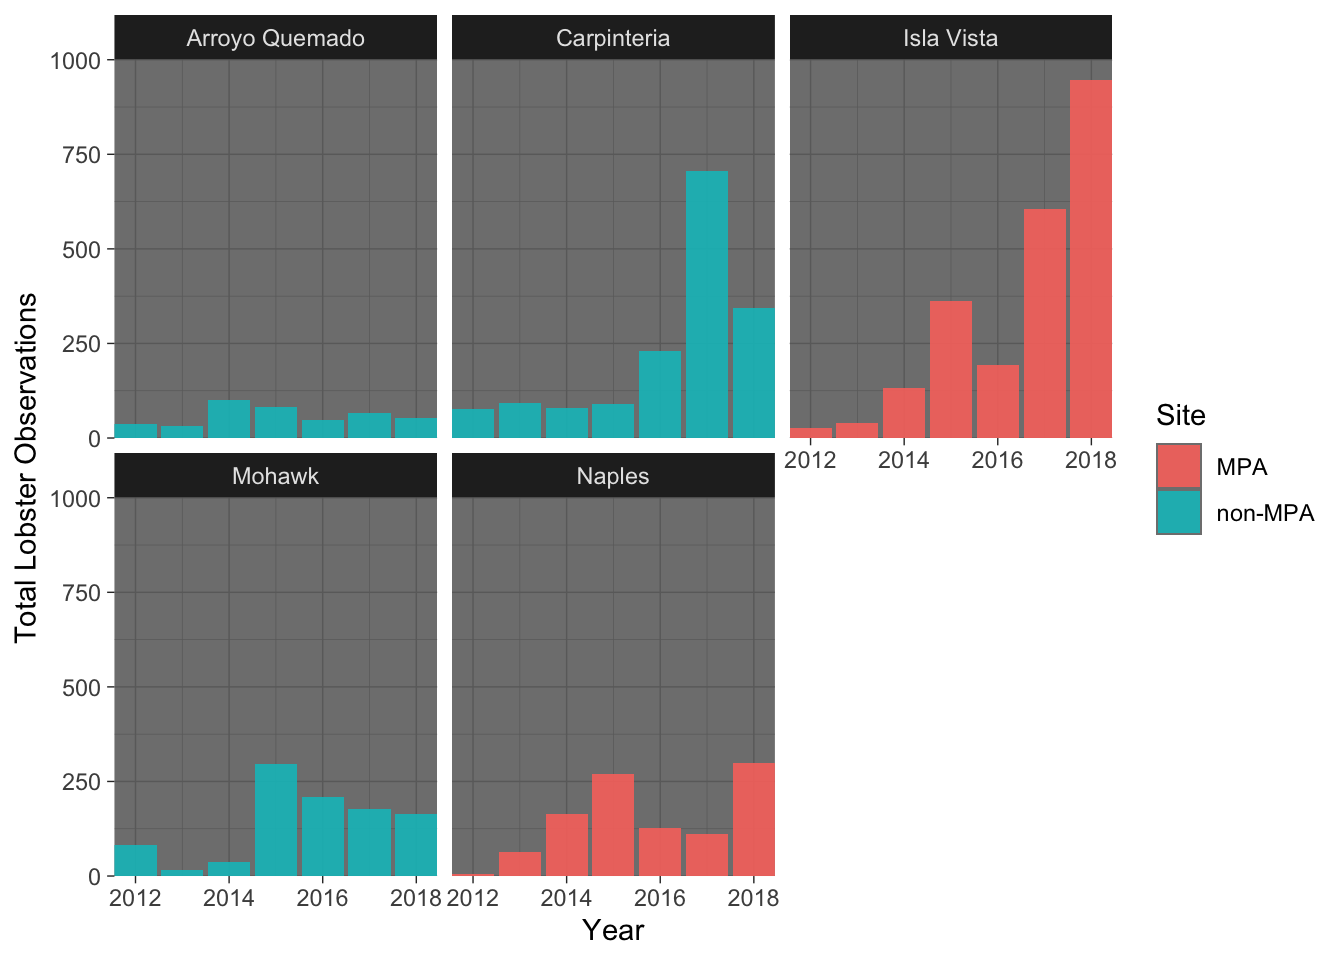 Arroyo Quemado
Carpinteria
Isla Vista
1000
750
500
250
0
2012 2014 2016 2018
Mohawk
Naples
1000
750
500
250
0
2012 2014 2016 2018
2012 2014 2016 2018
Year
Total Lobster Observations
Site
MPA
non-MPA